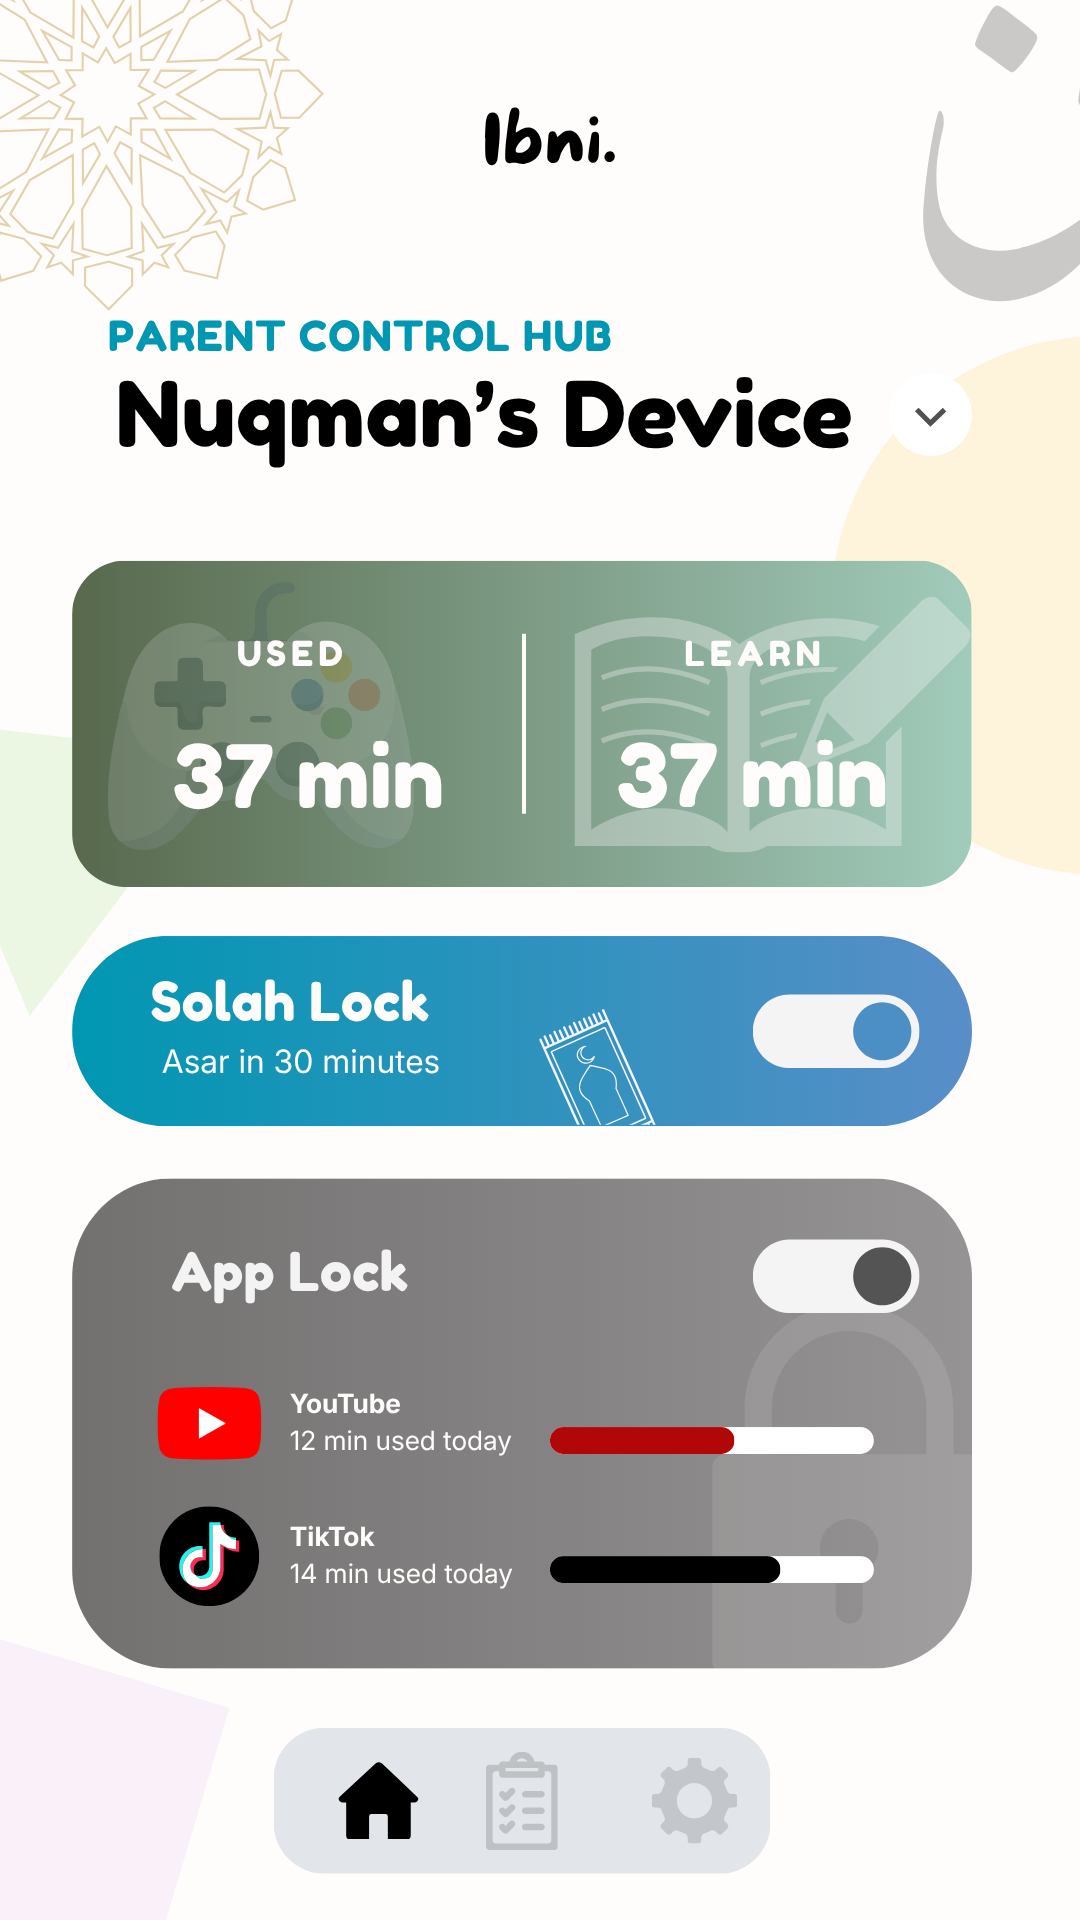 Ibni.
ن
PARENT CONTROL HUB
Nuqman’s Device
USED
LEARN
37 min
37 min
Solah Lock
Asar in 30 minutes
App Lock
YouTube
12 min used today
TikTok
14 min used today